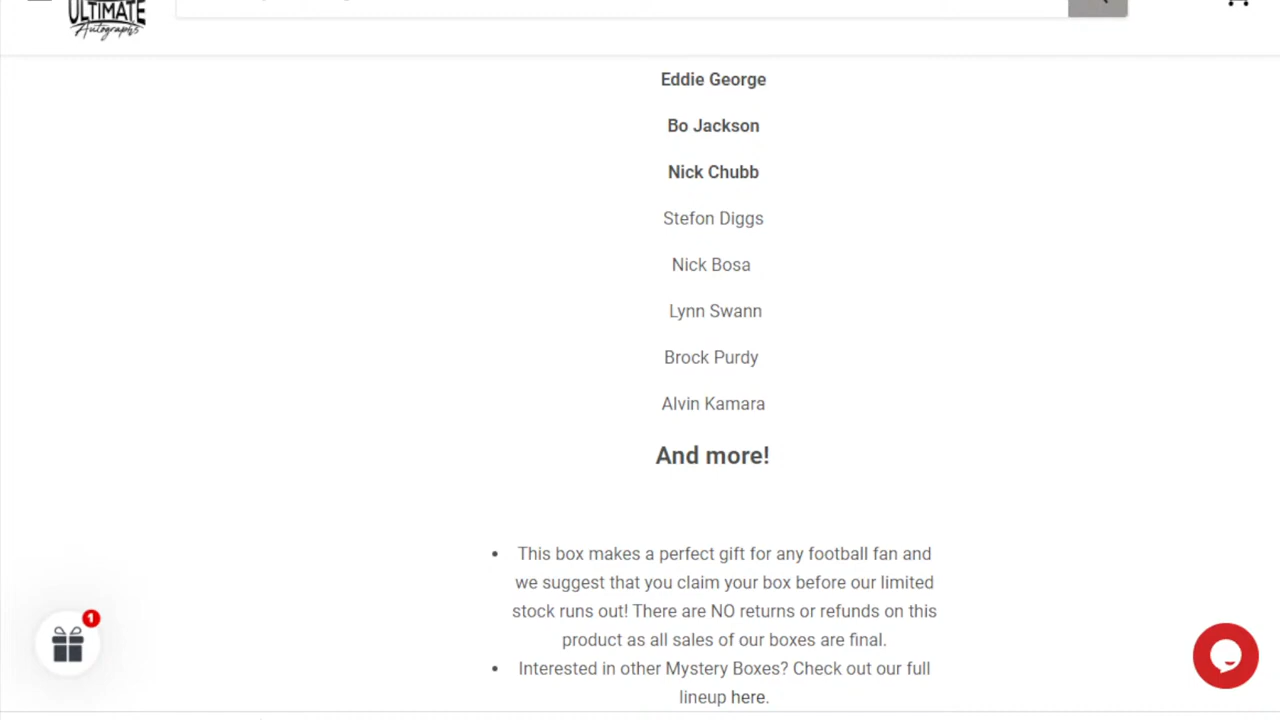 ULTIMATE
Autographs
Eddie George
Bo Jackson
Nick Chubb
Stefon Diggs
Nick Bosa
Lynn Swann
Brock Purdy
Alvin Kamara
And more!
• This box makes a perfect gift for any football fan and
we suggest that you claim your box before our limited
stock runs out! There are NO returns or refunds on this
product as all sales of our boxes are final.
• Interested in other Mystery Boxes? Check out our full
lineup here.
1